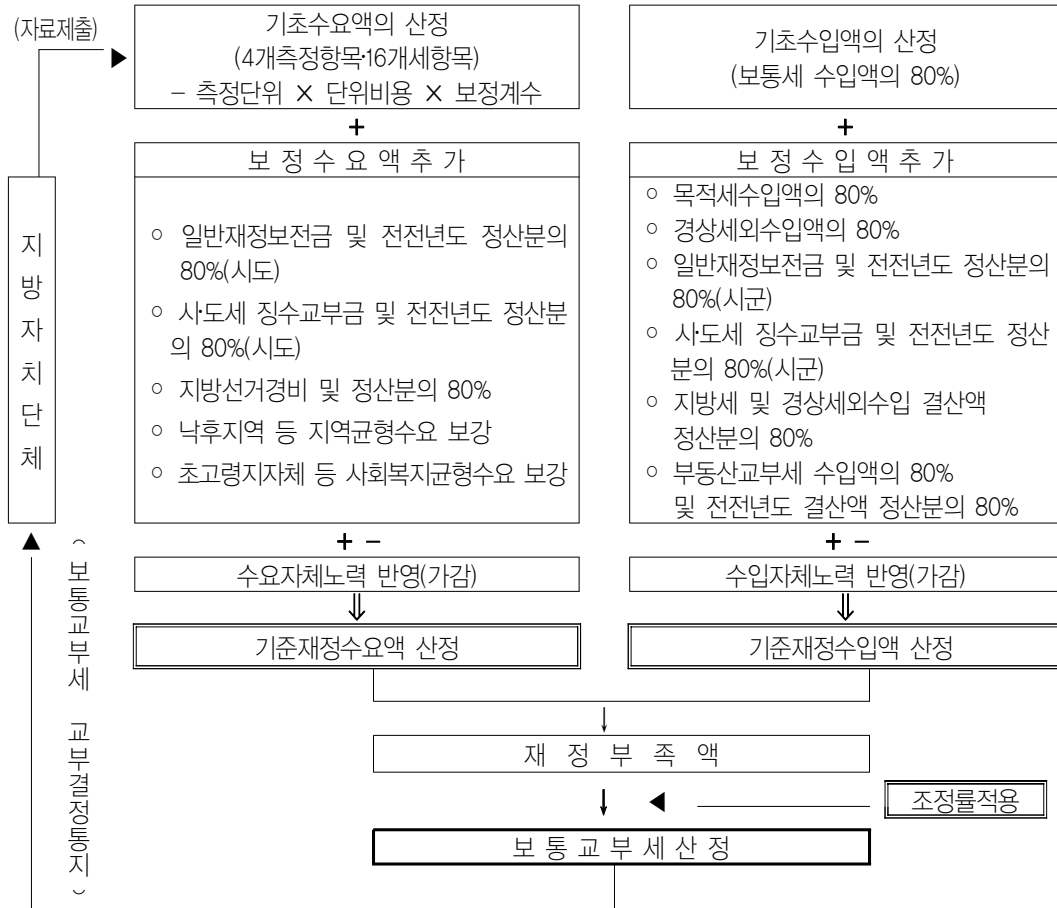 (자료제출)
기초수요액의 산정
(4개측정항목·16개세항목)
- 측정단위 × 단위비용 × 보정계수
+
보 정 수 요 액 추 가
○ 일반재정보전금 및 전전년도 정산분의
80%(시도)
○ 시·도세 징수교부금 및 전전년도 정산분
의 80%(시도)
○ 지방선거경비 및 정산분의 80%
○ 낙후지역 등 지역균형수요 보강
○ 초고령지자체 등 사회복지균형수요 보강
+ -
수요자체노력 반영(가감)
⇓
기준재정수요액 산정
기초수입액의 산정
(보통세 수입액의 80%)
+
보 정 수 입 액 추 가
○ 목적세수입액의 80%
○ 경상세외수입액의 80%
○ 일반재정보전금 및 전전년도 정산분의
80%(시군)
○ 시·도세 징수교부금 및 전전년도 정산
분의 80%(시군)
○ 지방세 및 경상세외수입 결산액
정산분의 80%
○ 부동산교부세 수입액의 80%
및 전전년도 결산액 정산분의 80%
+ -
수입자체노력 반영(가감)
⇓
기준재정수입액 산정
재 정 부 족 액
조정률적용
보 통 교 부 세 산 정
지방자치단체
(보통교부세 교부결정통지)